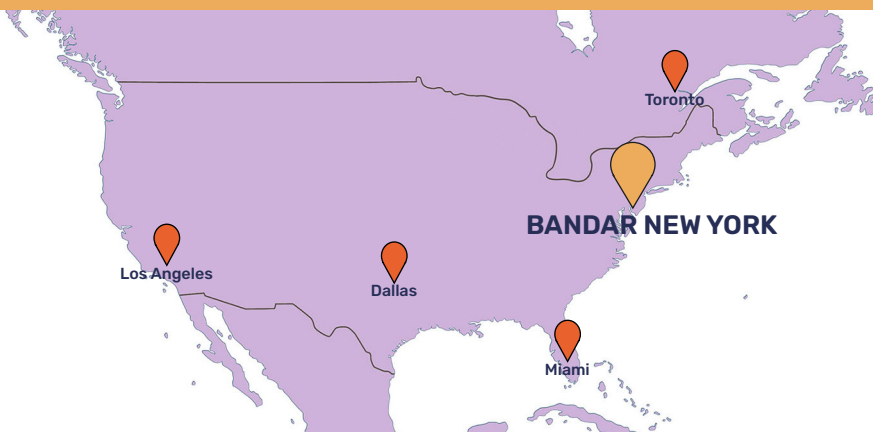 Toronto
BANDAR NEW YORK
Los Angeles
Dallas
Miami